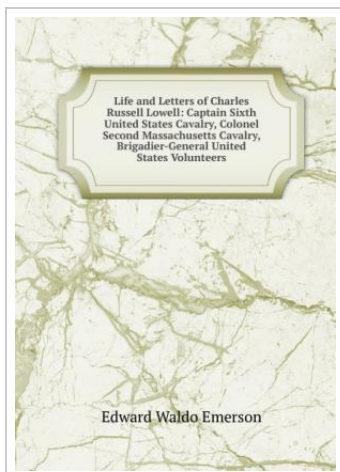 Life and Letters of Charles
Russell Lowell: Captain Sixth
United States Cavalry, Colonel
Second Massachusetts Cavalry,
Brigadier-General United
States Volunteers
Edward Waldo Emerson